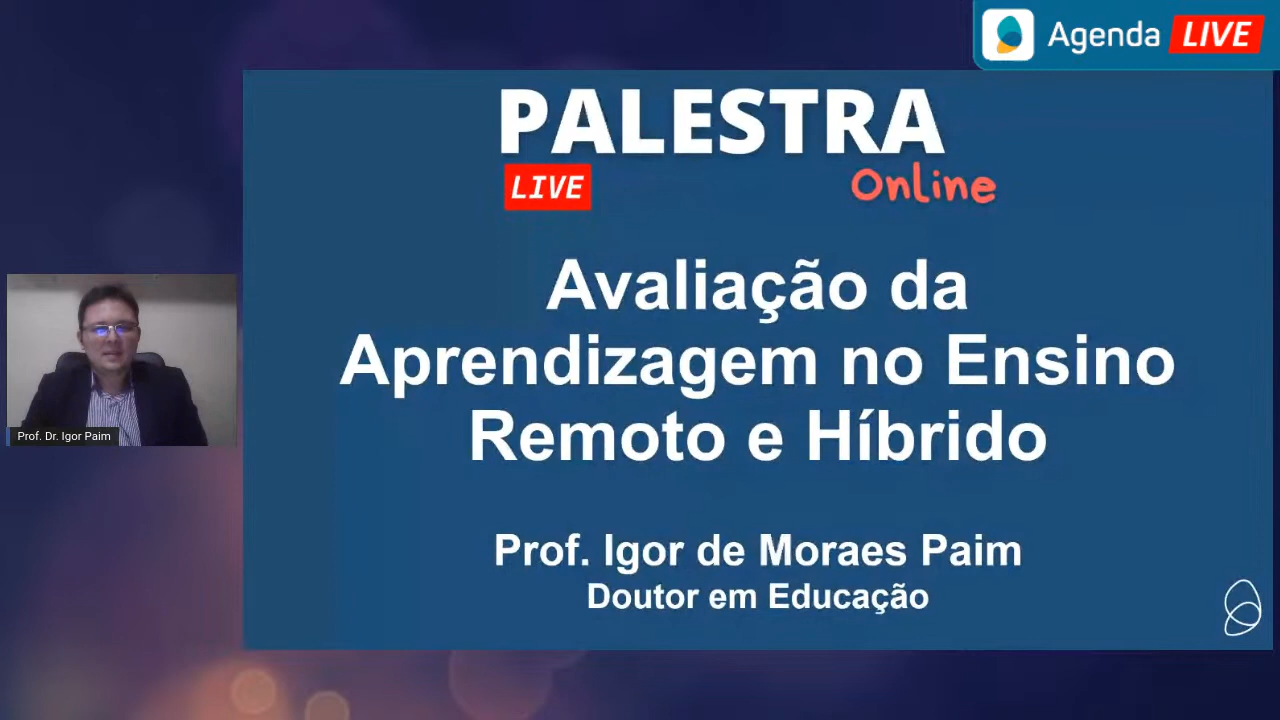 Agenda LIVE
PALESTRA
LIVE
Online
Avaliação da
Aprendizagem no Ensino
Remoto e Híbrido
Prof. Igor de Moraes Paim
Doutor em Educação
Prof. Dr. Igor Paim